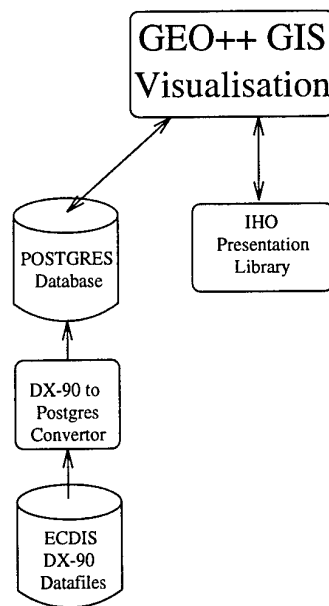 GEO++ GIS
Visualisation
POSTGRES
Database
IHO
Presentation
Library
DX-90 to
Postgres
Convertor
ECDIS
DX-90
Datafiles